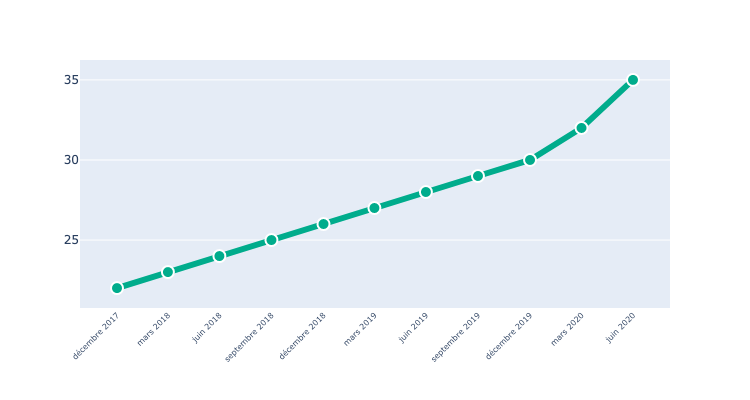 35
30
25
décembre 2017
mars 2018
juin 2018
septembre 2018
décembre 2018
mars 2019
juin 2019
septembre 2019
décembre 2019
mars 2020
juin 2020